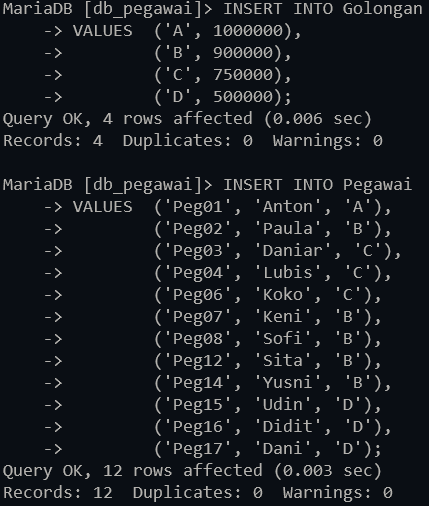 MariaDB [db_pegawai]> INSERT INTO Golongan
    -> VALUES  ('A', 1000000),
    ->         ('B', 900000),
    ->         ('C', 750000),
    ->         ('D', 500000);
Query OK, 4 rows affected (0.006 sec)
Records: 4  Duplicates: 0  Warnings: 0

MariaDB [db_pegawai]> INSERT INTO Pegawai
    -> VALUES  ('Peg01', 'Anton', 'A'),
    ->         ('Peg02', 'Paula', 'B'),
    ->         ('Peg03', 'Daniar', 'C'),
    ->         ('Peg04', 'Lubis', 'C'),
    ->         ('Peg06', 'Koko', 'C'),
    ->         ('Peg07', 'Keni', 'B'),
    ->         ('Peg08', 'Sofi', 'B'),
    ->         ('Peg12', 'Sita', 'B'),
    ->         ('Peg14', 'Yusni', 'B'),
    ->         ('Peg15', 'Udin', 'D'),
    ->         ('Peg16', 'Didit', 'D'),
    ->         ('Peg17', 'Dani', 'D');
Query OK, 12 rows affected (0.003 sec)
Records: 12  Duplicates: 0  Warnings: 0